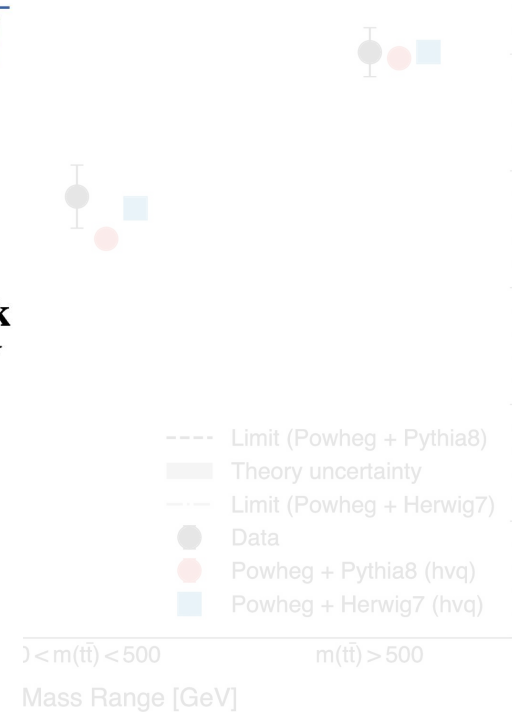 k
Limit (Powheg + Pythia8)
Theory uncertainty
Limit (Powheg + Herwig7)
Data
Powheg + Pythia8 (hvq)
Powheg + Herwig7 (hvq)
0 < m(tt̄) < 500 m(tt̄) > 500
Mass Range [GeV]